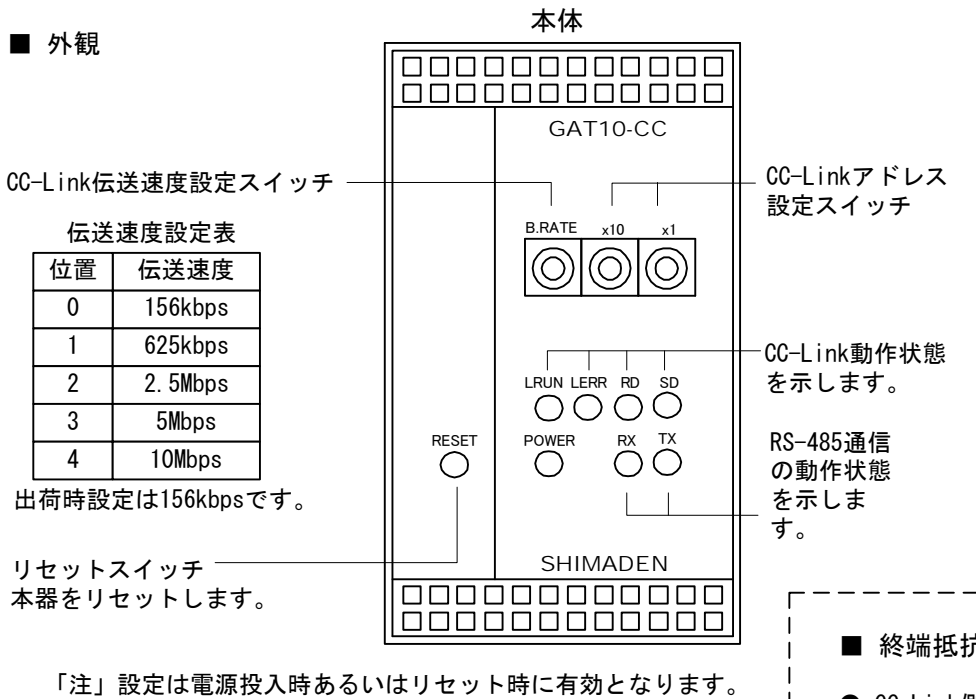 ■ 外観
本体
GAT10-CC
CC-Link伝送速度設定スイッチ
CC-Linkアドレス
設定スイッチ
B.RATE x10 x1
伝送速度設定表
位置 伝送速度
0 156kbps
1 625kbps
2 2.5Mbps
3 5Mbps
4 10Mbps
出荷時設定は156kbpsです。
CC-Link動作状態
を示します。
LRUN LERR RD SD
RESET POWER RX TX
RS-485通信
の動作状態
を示しま
す。
リセットスイッチ
本器をリセットします。
SHIMADEN
■ 終端抵抗
「注」設定は電源投入時あるいはリセット時に有効となります。